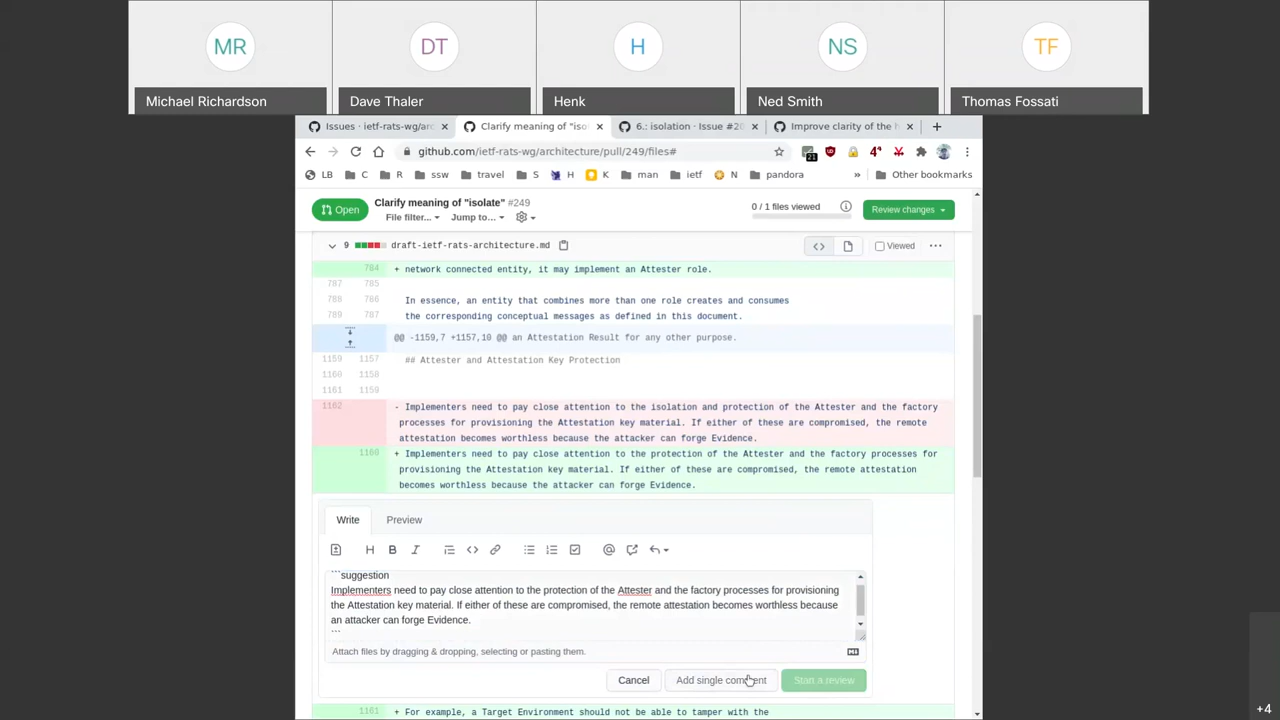 MR
DT
H
NS
TF
Michael Richardson
Dave Thaler
Henk
Ned Smith
Thomas Fossati
Issues · ietf-rats-wg/arc
Clarify meaning of "isol
6.: isolation · Issue #20
Improve clarity of the h
github.com/ietf-rats-wg/architecture/pull/249/files#
21
4⁹
LB
C
R
ssw
travel
S
H
K
man
ietf
N
pandora
»
Other bookmarks
Open
Clarify meaning of "isolate" #249
File filter...
Jump to...
0 / 1 files viewed
Review changes
9
draft-ietf-rats-architecture.md
Viewed
784 + network connected entity, it may implement an Attester role.
787 785
788 786 In essence, an entity that combines more than one role creates and consumes
789 787 the corresponding conceptual messages as defined in this document.
@@ -1159,7 +1157,10 @@ an Attestation Result for any other purpose.
1159 1157 ## Attester and Attestation Key Protection
1160 1158
1161 1159
1162 - Implementers need to pay close attention to the isolation and protection of the Attester and the factory
processes for provisioning the Attestation key material. If either of these are compromised, the remote
attestation becomes worthless because the attacker can forge Evidence.
1160 + Implementers need to pay close attention to the protection of the Attester and the factory processes for
provisioning the Attestation key material. If either of these are compromised, the remote attestation
becomes worthless because the attacker can forge Evidence.
Write
Preview
```suggestion
Implementers need to pay close attention to the protection of the Attester and the factory processes for provisioning
the Attestation key material. If either of these are compromised, the remote attestation becomes worthless because
an attacker can forge Evidence.
```
Attach files by dragging & dropping, selecting or pasting them.
Cancel
Add single comment
Start a review
1161 + For example, a Target Environment should not be able to tamper with the
+4